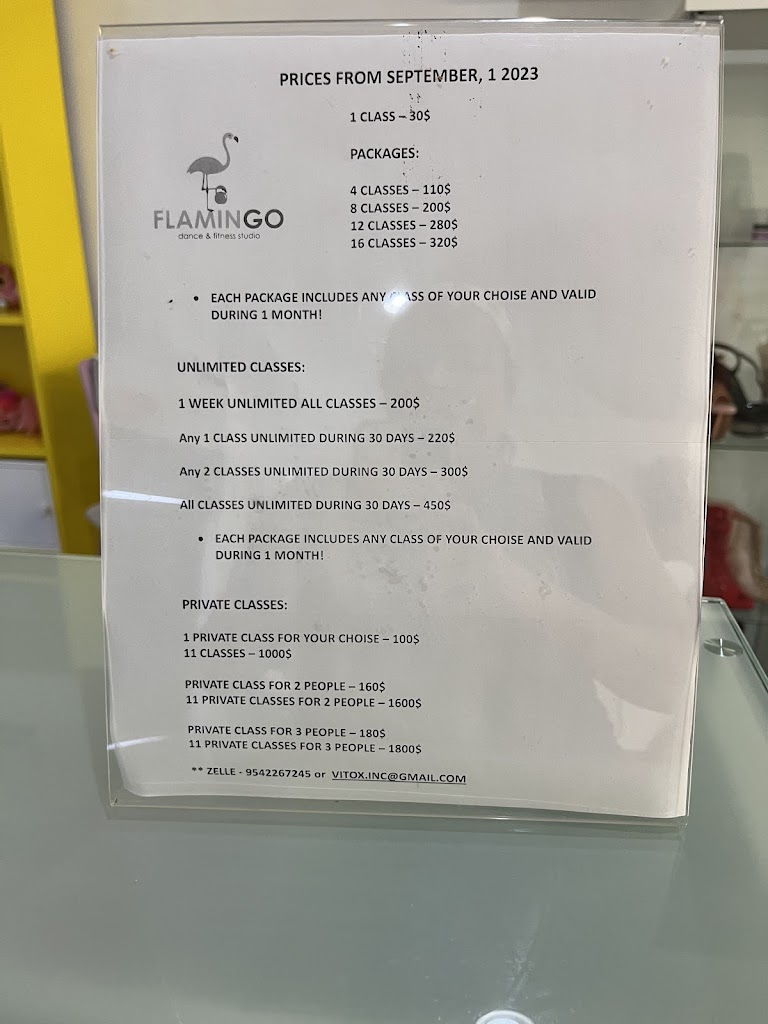 PRICES FROM SEPTEMBER, 1 2023
1 CLASS – 30$
PACKAGES:
4 CLASSES – 110$
8 CLASSES – 200$
12 CLASSES – 280$
16 CLASSES – 320$
FLAMINGO
dance & fitness studio
• EACH PACKAGE INCLUDES ANY CLASS OF YOUR CHOISE AND VALID
DURING 1 MONTH!
UNLIMITED CLASSES:
1 WEEK UNLIMITED ALL CLASSES – 200$
Any 1 CLASS UNLIMITED DURING 30 DAYS – 220$
Any 2 CLASSES UNLIMITED DURING 30 DAYS – 300$
All CLASSES UNLIMITED DURING 30 DAYS – 450$
• EACH PACKAGE INCLUDES ANY CLASS OF YOUR CHOISE AND VALID
DURING 1 MONTH!
PRIVATE CLASSES:
1 PRIVATE CLASS FOR YOUR CHOISE – 100$
11 CLASSES – 1000$
PRIVATE CLASS FOR 2 PEOPLE – 160$
11 PRIVATE CLASSES FOR 2 PEOPLE – 1600$
PRIVATE CLASS FOR 3 PEOPLE – 180$
11 PRIVATE CLASSES FOR 3 PEOPLE – 1800$
** ZELLE - 9542267245 or VITOX.INC@GMAIL.COM